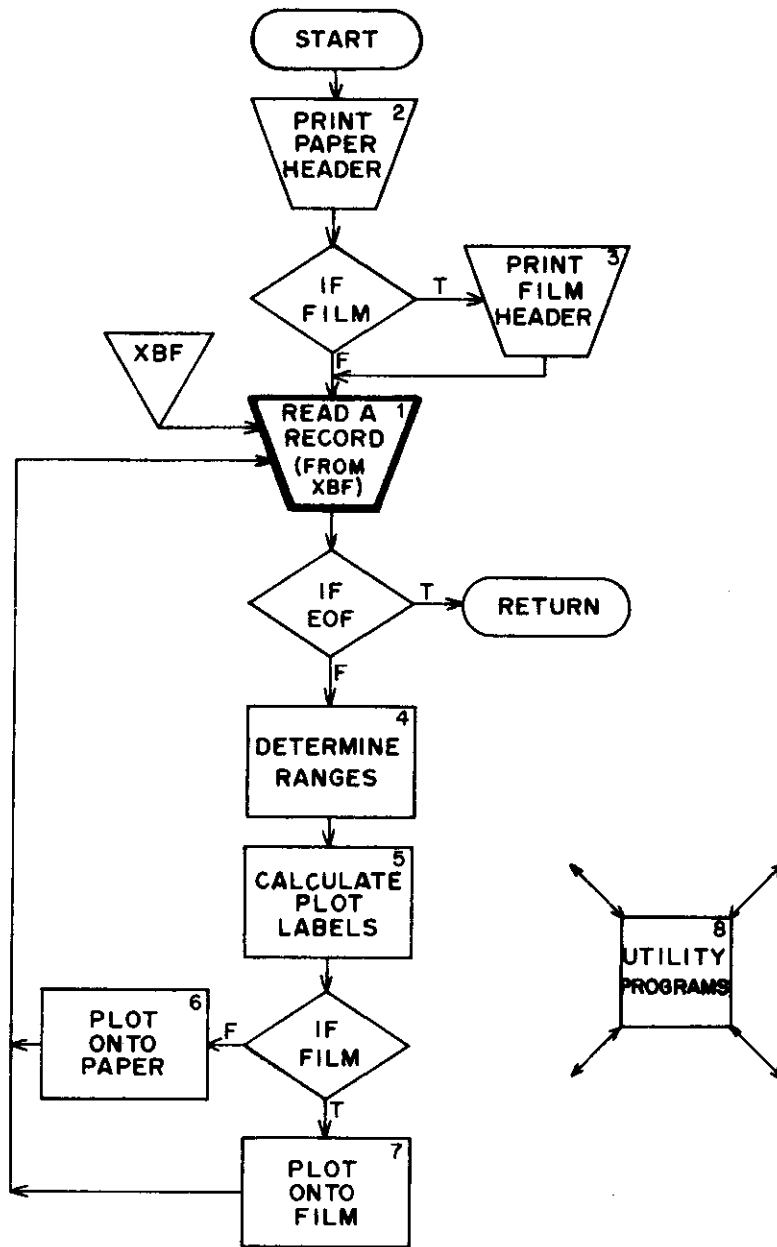 START
2
PRINT
PAPER
HEADER
IF
FILM
T
3
PRINT
FILM
HEADER
F
XBF
1
READ A
RECORD
(FROM
XBF)
IF
EOF
T
RETURN
F
4
DETERMINE
RANGES
5
CALCULATE
PLOT
LABELS
8
UTILITY
PROGRAMS
6
PLOT
ONTO
PAPER
F
IF
FILM
T
7
PLOT
ONTO
FILM